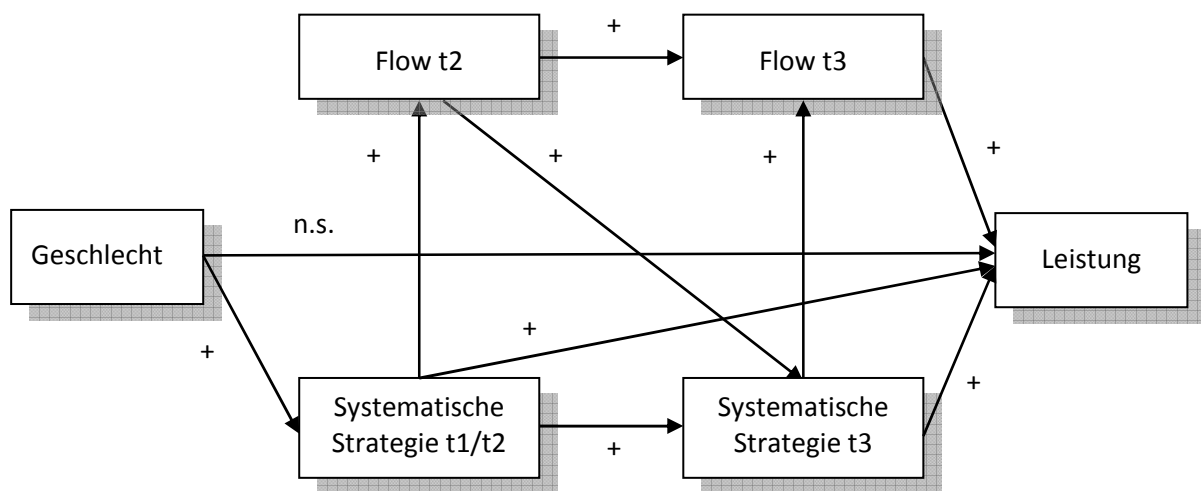 +
Flow t2
Flow t3
+
+
+
+
n.s.
Geschlecht
Leistung
+
+
+
Systematische
Strategie t1/t2
Systematische
Strategie t3
+